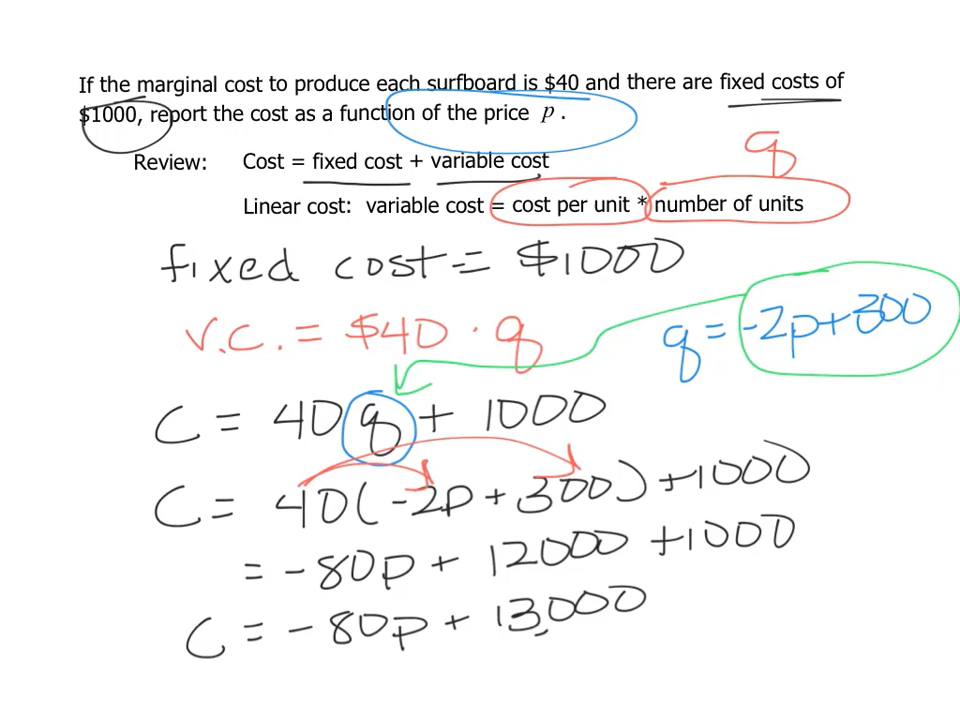 If the marginal cost to produce each surfboard is $40 and there are fixed costs of
$1000, report the cost as a function of the price p .
Review: Cost = fixed cost + variable cost
q
Linear cost: variable cost = cost per unit * number of units
fixed cost = $1000
v.c. = $40 · q
q = -2p+300
C = 40q + 1000
C = 40(-2p + 300) +1000
= -80p + 12000 +1000
C = -80p + 13,000